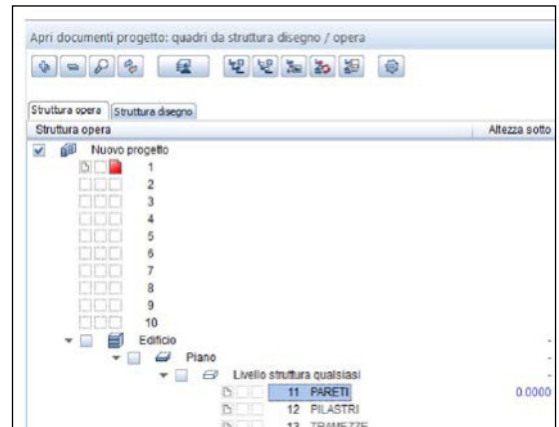 Apri documenti progetto: quadri da struttura disegno / opera
Struttura opera Struttura disegno
Struttura opera Altezza sotto
Nuovo progetto
1
2
3
4
5
6
7
8
9
10
Edificio -
Piano -
Livello struttura qualsiasi -
11 PARETI 0.0000
12 PILASTRI
13 TRAMEZZE